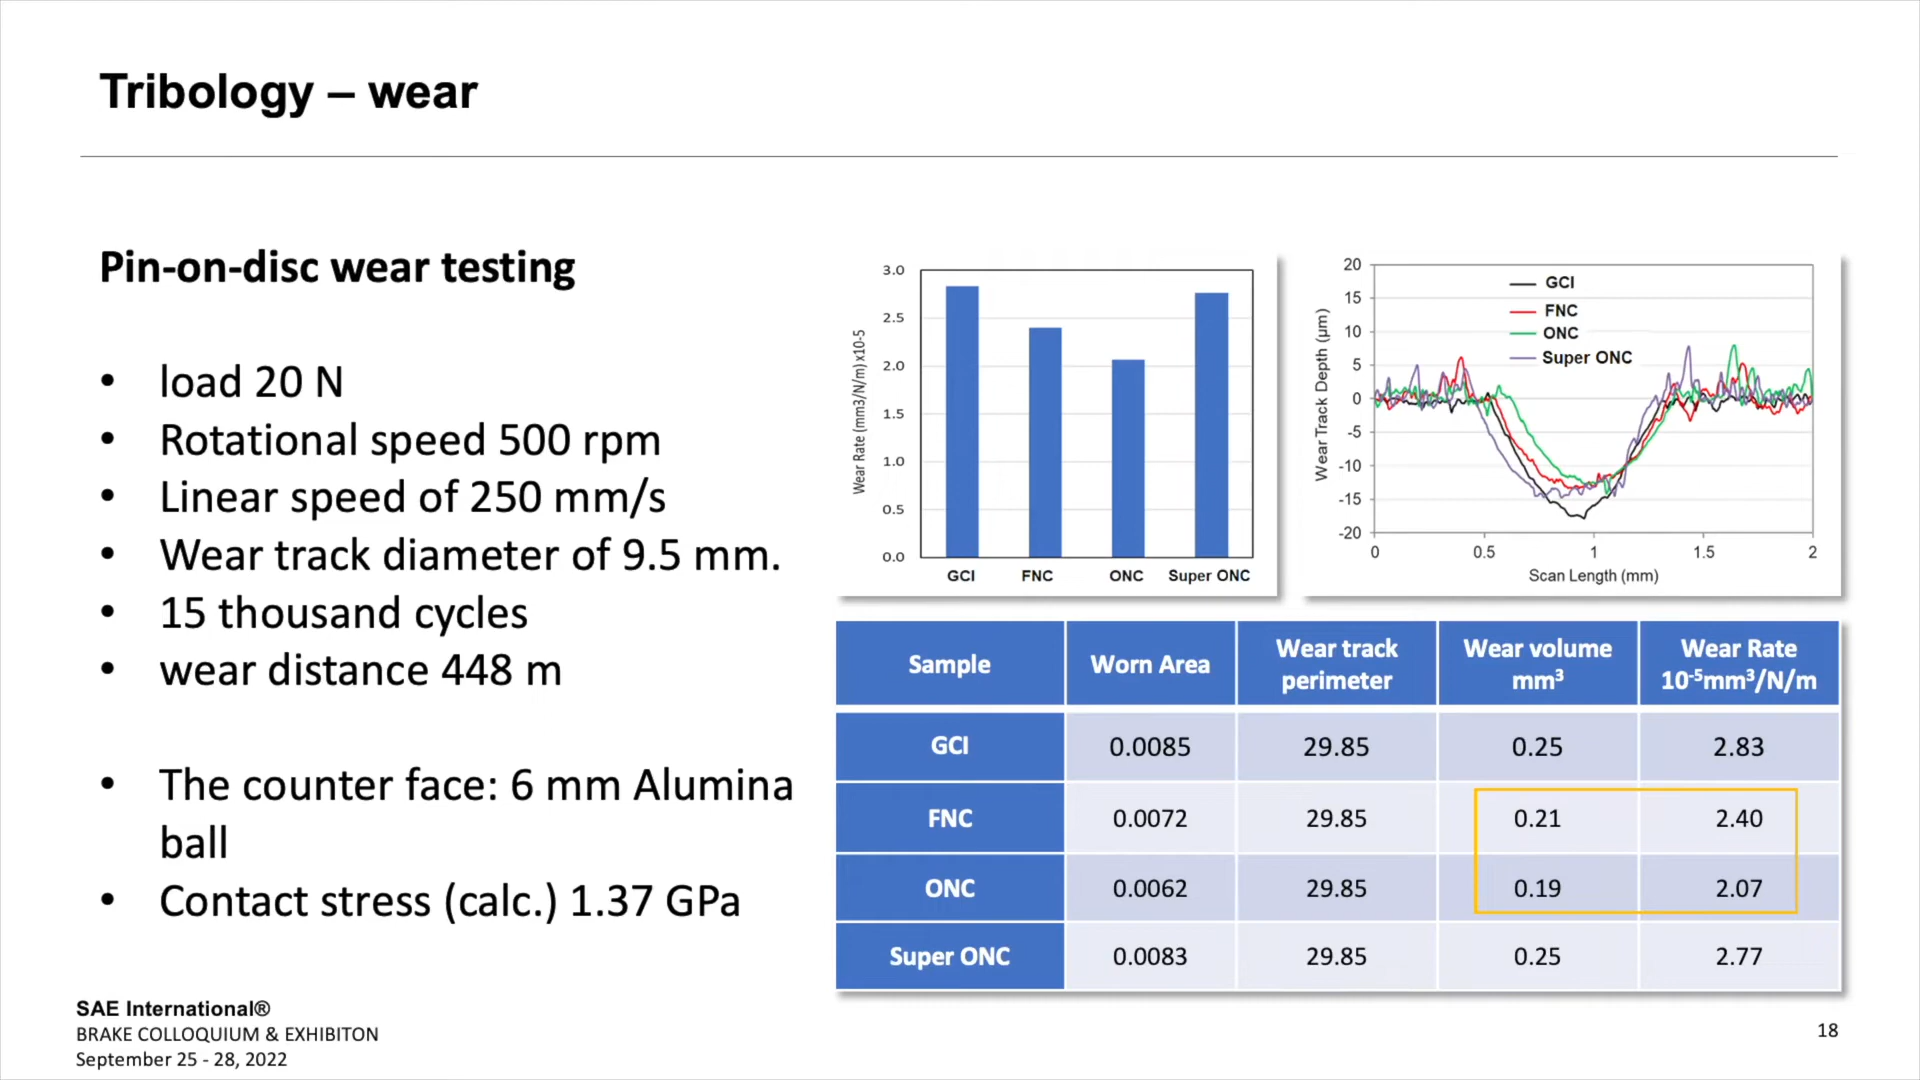 Tribology – wear
Pin-on-disc wear testing
• load 20 N
• Rotational speed 500 rpm
• Linear speed of 250 mm/s
• Wear track diameter of 9.5 mm.
• 15 thousand cycles
• wear distance 448 m
• The counter face: 6 mm Alumina
ball
• Contact stress (calc.) 1.37 GPa
Wear Rate (mm3/N/m) x10-5
3.0
2.5
2.0
1.5
1.0
0.5
0.0
GCI FNC ONC Super ONC
Wear Track Depth (µm)
20
15
10
5
0
-5
-10
-15
-20
GCI
FNC
ONC
Super ONC
0 0.5 1 1.5 2
Scan Length (mm)
Sample Worn Area Wear track perimeter Wear volume mm³ Wear Rate 10⁻⁵mm³/N/m
GCI 0.0085 29.85 0.25 2.83
FNC 0.0072 29.85 0.21 2.40
ONC 0.0062 29.85 0.19 2.07
Super ONC 0.0083 29.85 0.25 2.77
SAE International®
BRAKE COLLOQUIUM & EXHIBITON
September 25 - 28, 2022
18